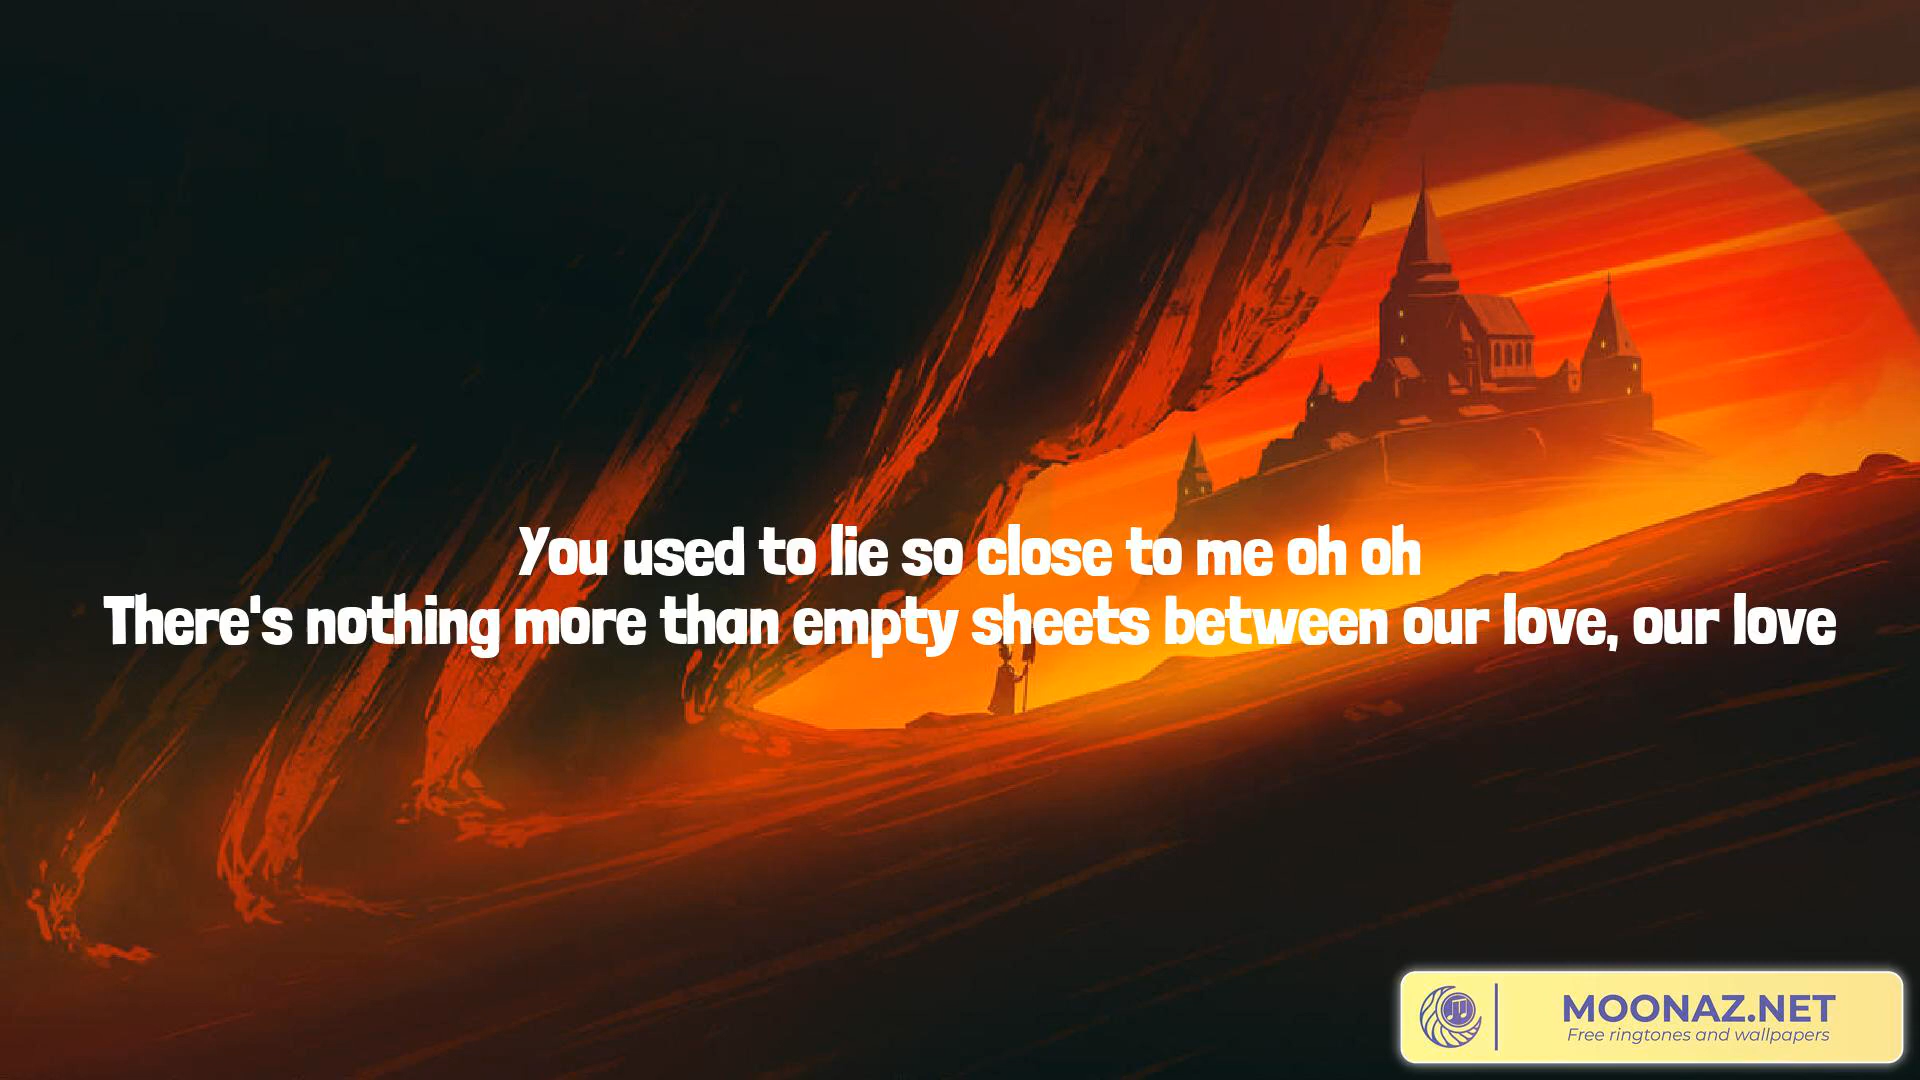 You used to lie so close to me oh oh
There's nothing more than empty sheets between our love, our love
MOONAZ.NET
Free ringtones and wallpapers